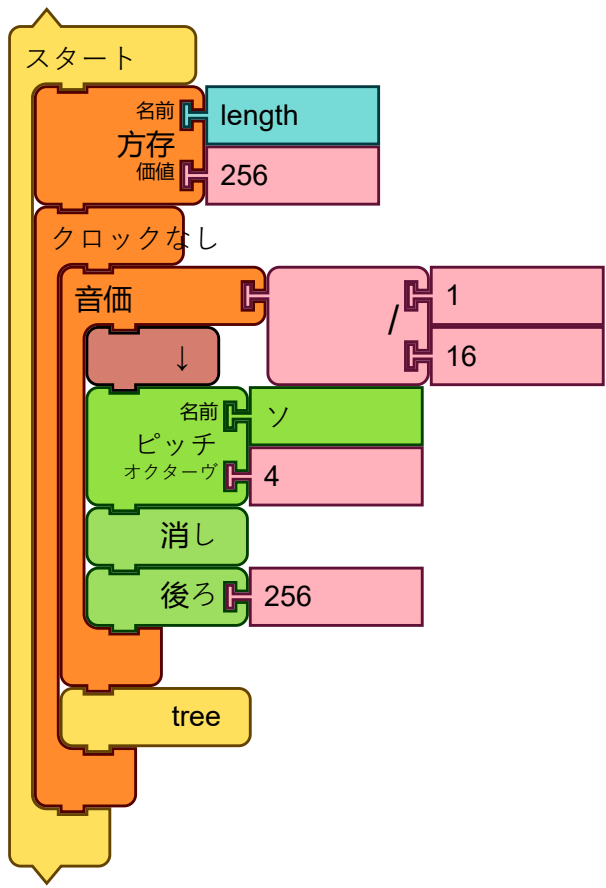 スタート
名前
length
方存
価値
256
クロックなし
音価
/
1
16
↓
名前
ソ
ピッチ
オクターヴ
4
消し
後ろ
256
tree